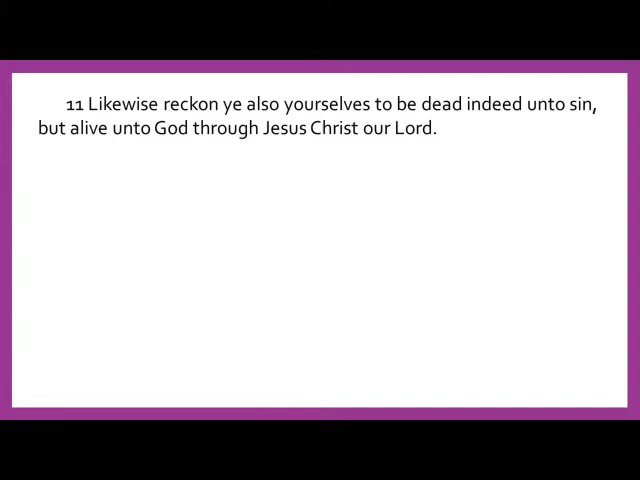 11 Likewise reckon ye also yourselves to be dead indeed unto sin,
but alive unto God through Jesus Christ our Lord.